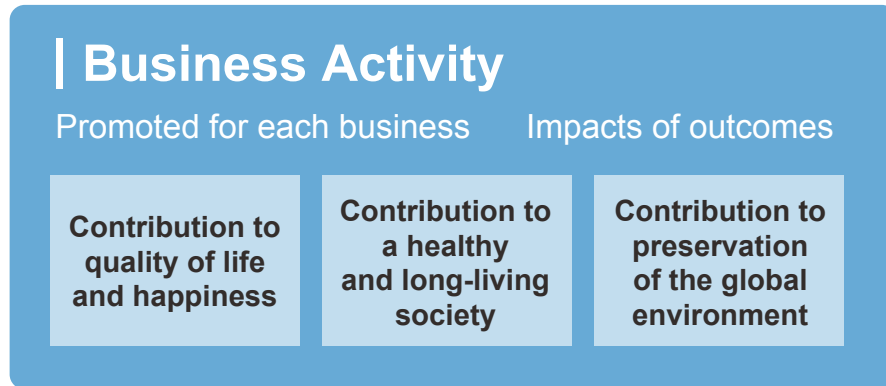 Business Activity
Promoted for each business Impacts of outcomes
Contribution to
quality of life
and happiness
Contribution to
a healthy
and long-living
society
Contribution to
preservation
of the global
environment